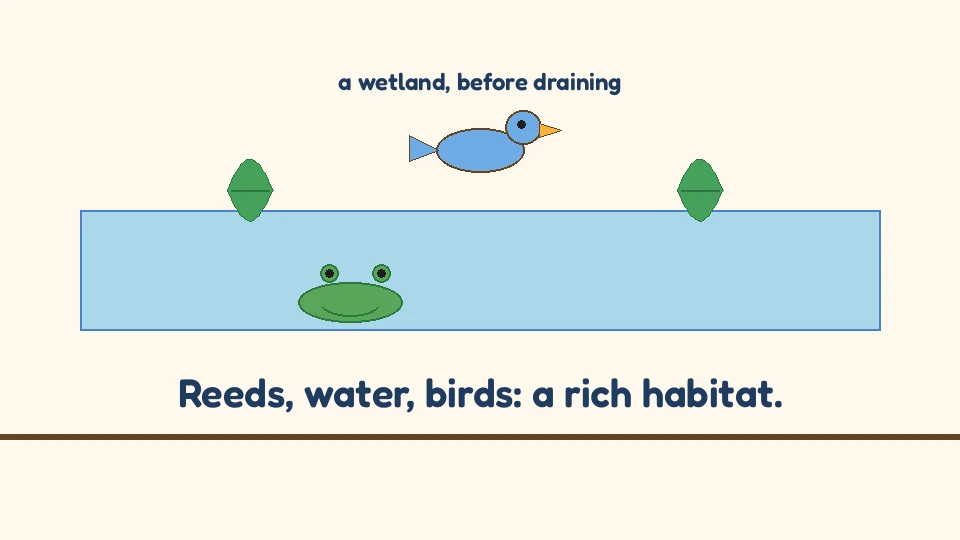 a wetland, before draining
Reeds, water, birds: a rich habitat.